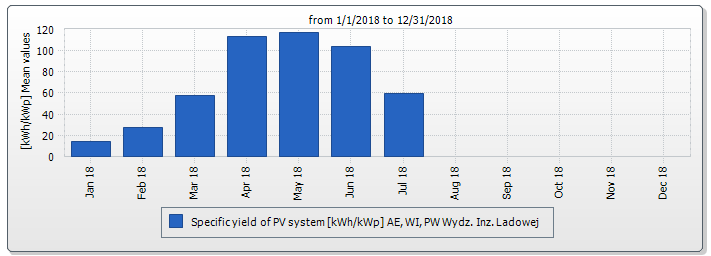 from 1/1/2018 to 12/31/2018
[kWh/kWp] Mean values
120
100
80
60
40
20
0
Jan 18
Feb 18
Mar 18
Apr 18
May 18
Jun 18
Jul 18
Aug 18
Sep 18
Oct 18
Nov 18
Dec 18
Specific yield of PV system [kWh/kWp] AE, WI, PW Wydz. Inz. Ladowej